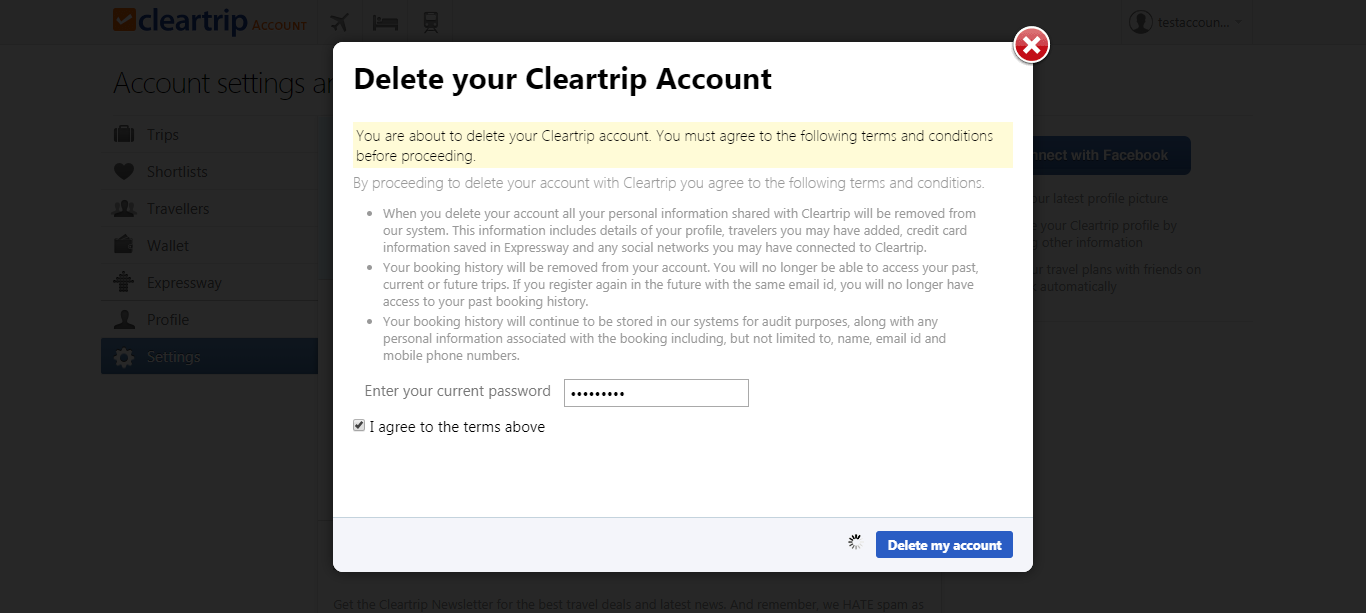 cleartrip ACCOUNT
testaccoun...
Account settings
Trips
Shortlists
Travellers
Wallet
Expressway
Profile
Settings
Delete your Cleartrip Account
You are about to delete your Cleartrip account. You must agree to the following terms and conditions
before proceeding.
By proceeding to delete your account with Cleartrip you agree to the following terms and conditions.
When you delete your account all your personal information shared with Cleartrip will be removed from
our system. This information includes details of your profile, travelers you may have added, credit card
information saved in Expressway and any social networks you may have connected to Cleartrip.
Your booking history will be removed from your account. You will no longer be able to access your past,
current or future trips. If you register again in the future with the same email id, you will no longer have
access to your past booking history.
Your booking history will continue to be stored in our systems for audit purposes, along with any
personal information associated with the booking including, but not limited to, name, email id and
mobile phone numbers.
Enter your current password
I agree to the terms above
Delete my account
with Facebook
latest profile picture
your Cleartrip profile by
other information
travel plans with friends on
automatically
Get the Cleartrip Newsletter for the best travel deals and latest news. And remember, we HATE spam as